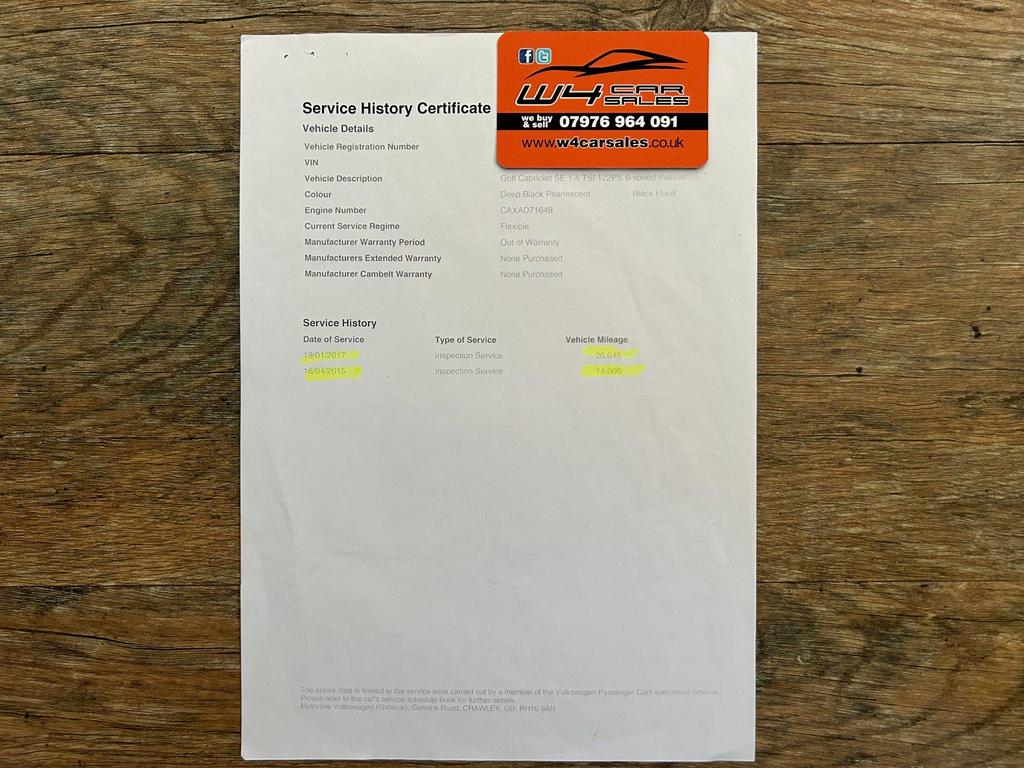 W4 CAR SALES
we buy & sell 07976 964 091
www.w4carsales.co.uk
Service History Certificate
Vehicle Details
Vehicle Registration Number
VIN
Vehicle Description Golf Cabriolet SE 1.4 TSI 122PS 6-speed manual
Colour Deep Black Pearlescent Black Hood
Engine Number CAXAD71649
Current Service Regime Flexible
Manufacturer Warranty Period Out of Warranty
Manufacturers Extended Warranty None Purchased
Manufacturer Cambelt Warranty None Purchased
Service History
Date of Service Type of Service Vehicle Mileage
19/01/2017 Inspection Service 26,045
16/04/2015 Inspection Service 14,006
The above data is limited to the service work carried out by a member of the Volkswagen Passenger Cars authorised network.
Please refer to the car's service schedule book for further details.
Motorline Volkswagen (Gatwick), Gatwick Road, CRAWLEY, GB, RH10 9AN